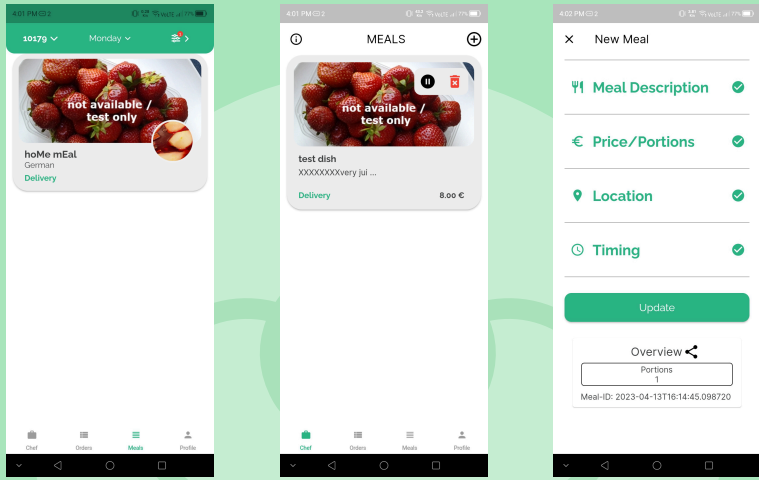 4:01 PM 2
77%
10179
Monday
not available /
test only
hoMe mEal
German
Delivery
Chef
Orders
Meals
Profile
4:01 PM 2
77%
MEALS
not available /
test only
test dish
XXXXXXXXvery jui ...
Delivery
8.00 €
Chef
Orders
Meals
Profile
4:02 PM 2
77%
New Meal
Meal Description
€ Price/Portions
Location
Timing
Update
Overview
Portions
1
Meal-ID: 2023-04-13T16:14:45.098720